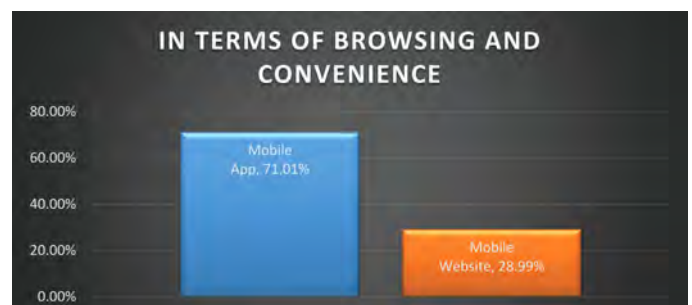 IN TERMS OF BROWSING AND
CONVENIENCE
80.00%
60.00%
40.00%
20.00%
0.00%
Mobile
App, 71.01%
Mobile
Website, 28.99%